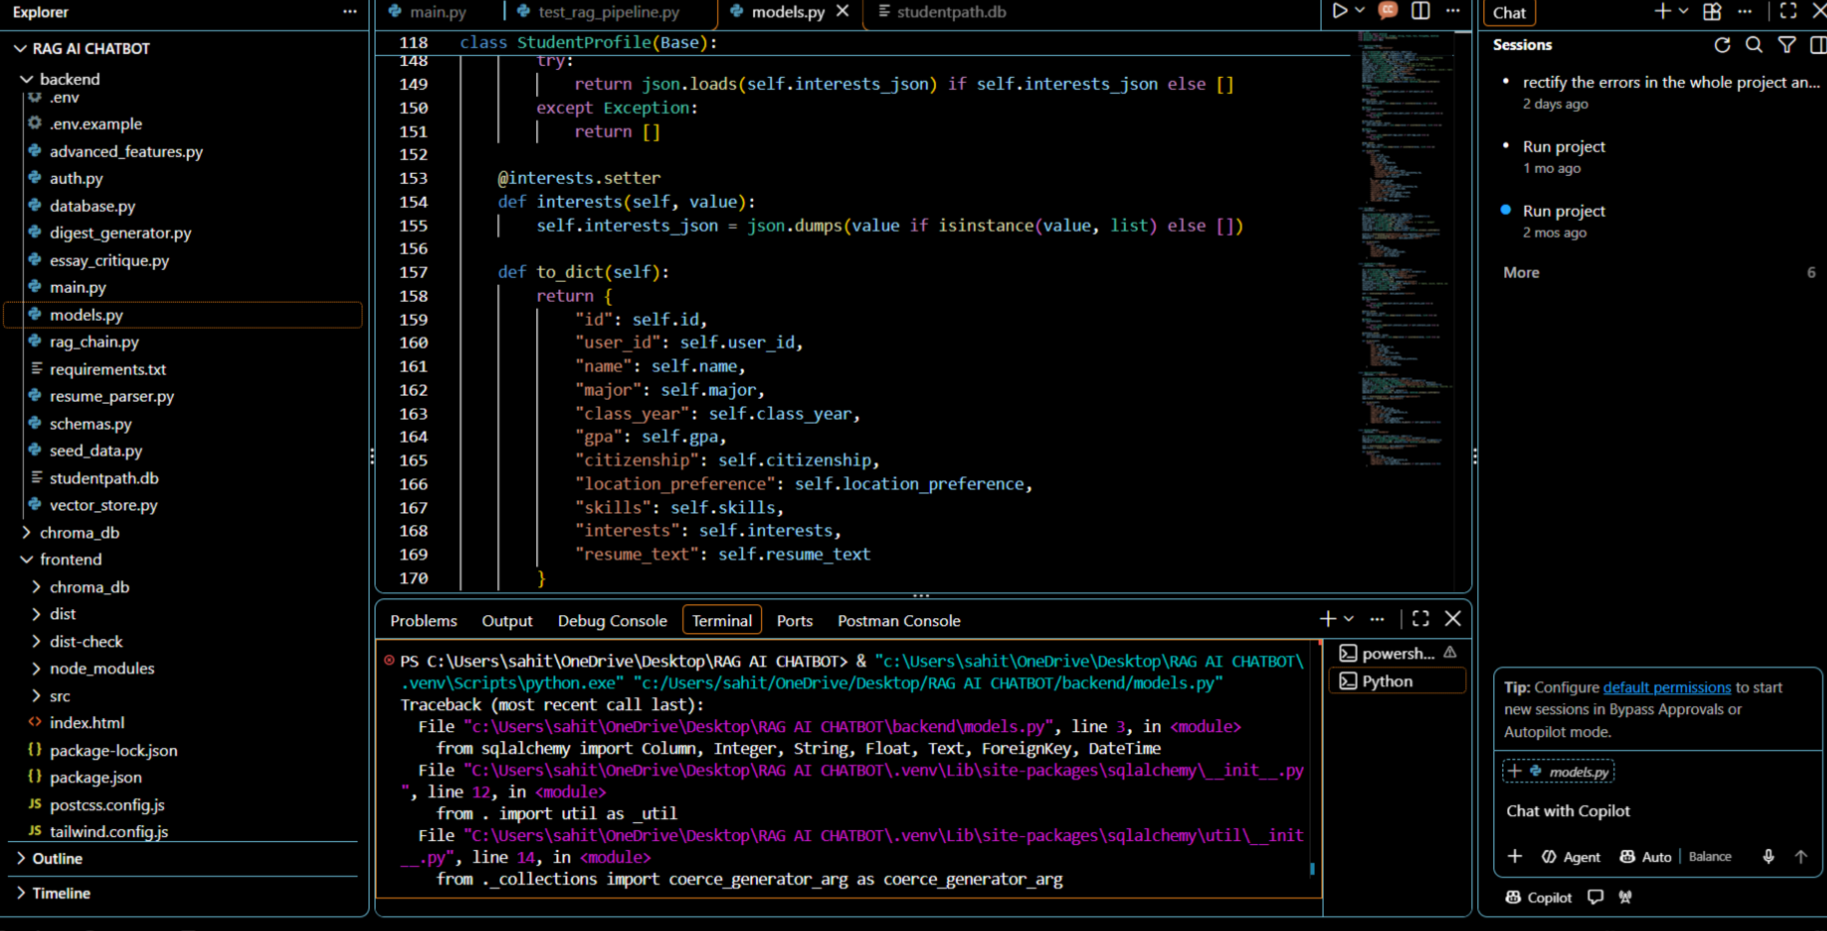 Explorer
RAG AI CHATBOT
backend
.env
.env.example
advanced_features.py
auth.py
database.py
digest_generator.py
essay_critique.py
main.py
models.py
rag_chain.py
requirements.txt
resume_parser.py
schemas.py
seed_data.py
studentpath.db
vector_store.py
chroma_db
frontend
chroma_db
dist
dist-check
node_modules
src
index.html
package-lock.json
package.json
postcss.config.js
tailwind.config.js
Outline
Timeline
main.py
test_rag_pipeline.py
models.py
studentpath.db
118 class StudentProfile(Base):
148 try:
149 return json.loads(self.interests_json) if self.interests_json else []
150 except Exception:
151 return []
152
153 @interests.setter
154 def interests(self, value):
155 self.interests_json = json.dumps(value if isinstance(value, list) else [])
156
157 def to_dict(self):
158 return {
159 "id": self.id,
160 "user_id": self.user_id,
161 "name": self.name,
162 "major": self.major,
163 "class_year": self.class_year,
164 "gpa": self.gpa,
165 "citizenship": self.citizenship,
166 "location_preference": self.location_preference,
167 "skills": self.skills,
168 "interests": self.interests,
169 "resume_text": self.resume_text
170 }
Problems Output Debug Console Terminal Ports Postman Console
PS C:\Users\sahit\OneDrive\Desktop\RAG AI CHATBOT> & "c:\Users\sahit\OneDrive\Desktop\RAG AI CHATBOT\
.venv\Scripts\python.exe" "c:/Users/sahit/OneDrive/Desktop/RAG AI CHATBOT/backend/models.py"
Traceback (most recent call last):
File "c:\Users\sahit\OneDrive\Desktop\RAG AI CHATBOT\backend\models.py", line 3, in <module>
from sqlalchemy import Column, Integer, String, Float, Text, ForeignKey, DateTime
File "C:\Users\sahit\OneDrive\Desktop\RAG AI CHATBOT\.venv\Lib\site-packages\sqlalchemy\__init__.py
", line 12, in <module>
from . import util as _util
File "C:\Users\sahit\OneDrive\Desktop\RAG AI CHATBOT\.venv\Lib\site-packages\sqlalchemy\util\__init
__.py", line 14, in <module>
from ._collections import coerce_generator_arg as coerce_generator_arg
powersh...
Python
Chat
Sessions
rectify the errors in the whole project an...
2 days ago
Run project
1 mo ago
Run project
2 mos ago
More 6
Tip: Configure default permissions to start
new sessions in Bypass Approvals or
Autopilot mode.
models.py
Chat with Copilot
Agent Auto Balance
Copilot